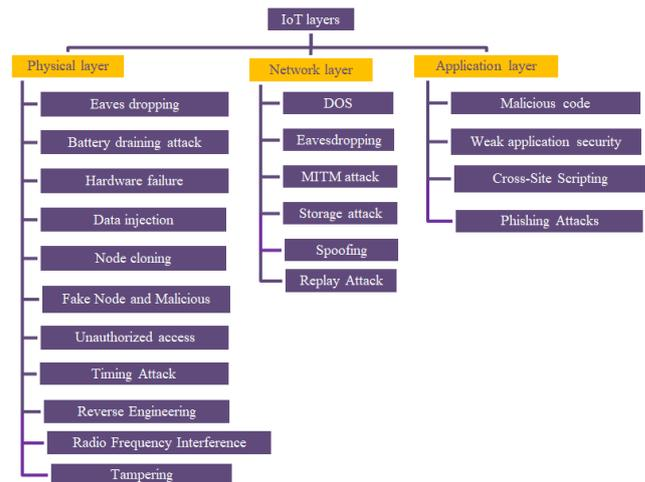 IoT layers
Physical layer
Eaves dropping
Battery draining attack
Hardware failure
Data injection
Node cloning
Fake Node and Malicious
Unauthorized access
Timing Attack
Reverse Engineering
Radio Frequency Interference
Tampering
Network layer
DOS
Eavesdropping
MITM attack
Storage attack
Spoofing
Replay Attack
Application layer
Malicious code
Weak application security
Cross-Site Scripting
Phishing Attacks